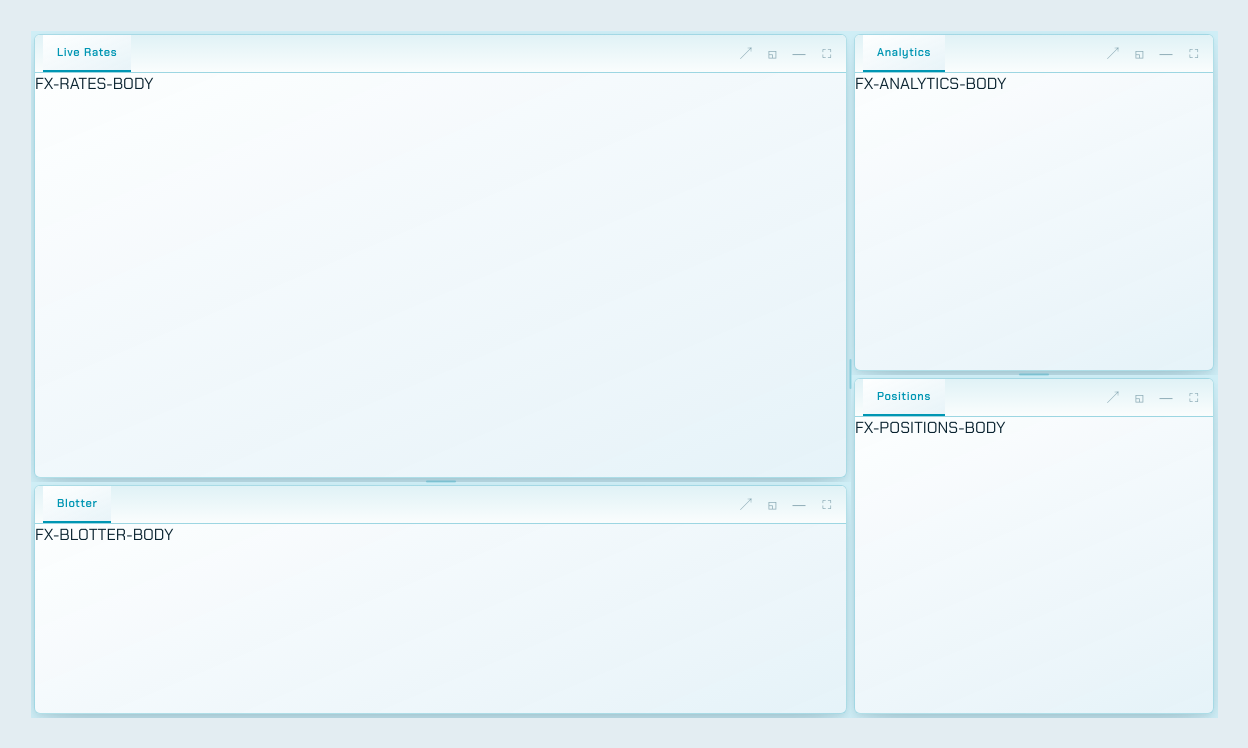 Live Rates
FX-RATES-BODY
Analytics
FX-ANALYTICS-BODY
Blotter
FX-BLOTTER-BODY
Positions
FX-POSITIONS-BODY